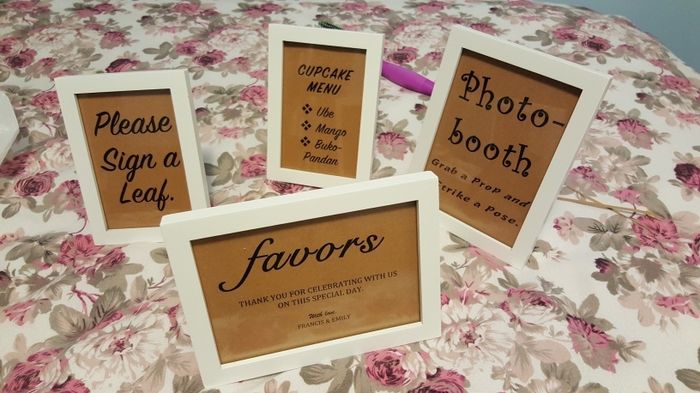 Please
Sign a
Leaf.
CUPCAKE
MENU
❖ Ube
❖ Mango
❖ Buko-
Pandan
Photo-
booth
Grab a Prop and
Strike a Pose.
favors
THANK YOU FOR CELEBRATING WITH US
ON THIS SPECIAL DAY.
With love,
FRANCIS & EMILY